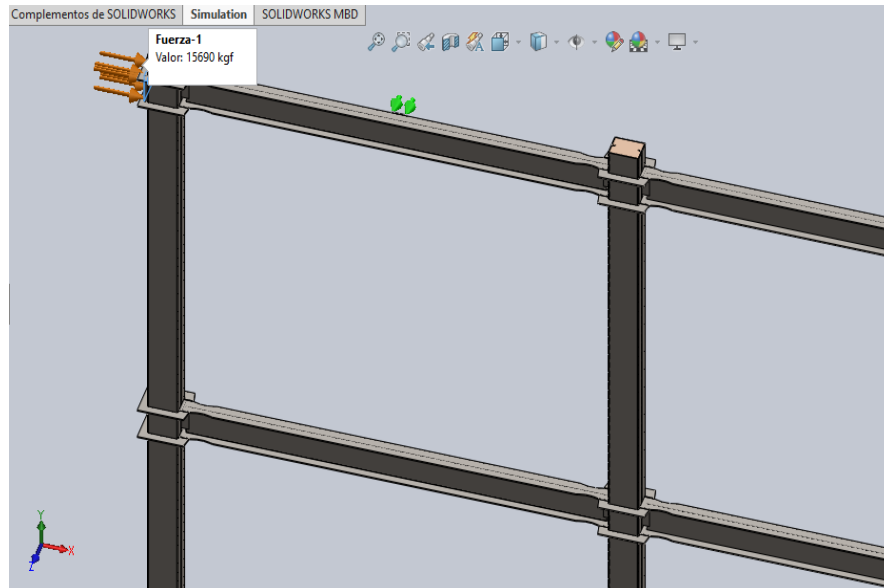 Complementos de SOLIDWORKS Simulation SOLIDWORKS MBD
Fuerza-1
Valor: 15690 kgf
Y
X
Z